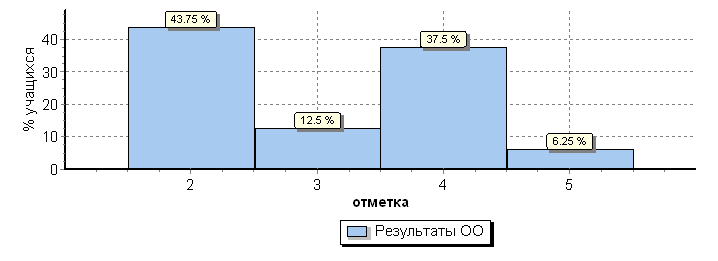 43.75 %
40
37.5 %
30
20
12.5 %
10
6.25 %
0
% учащихся
2 3 4 5
отметка
Результаты ОО